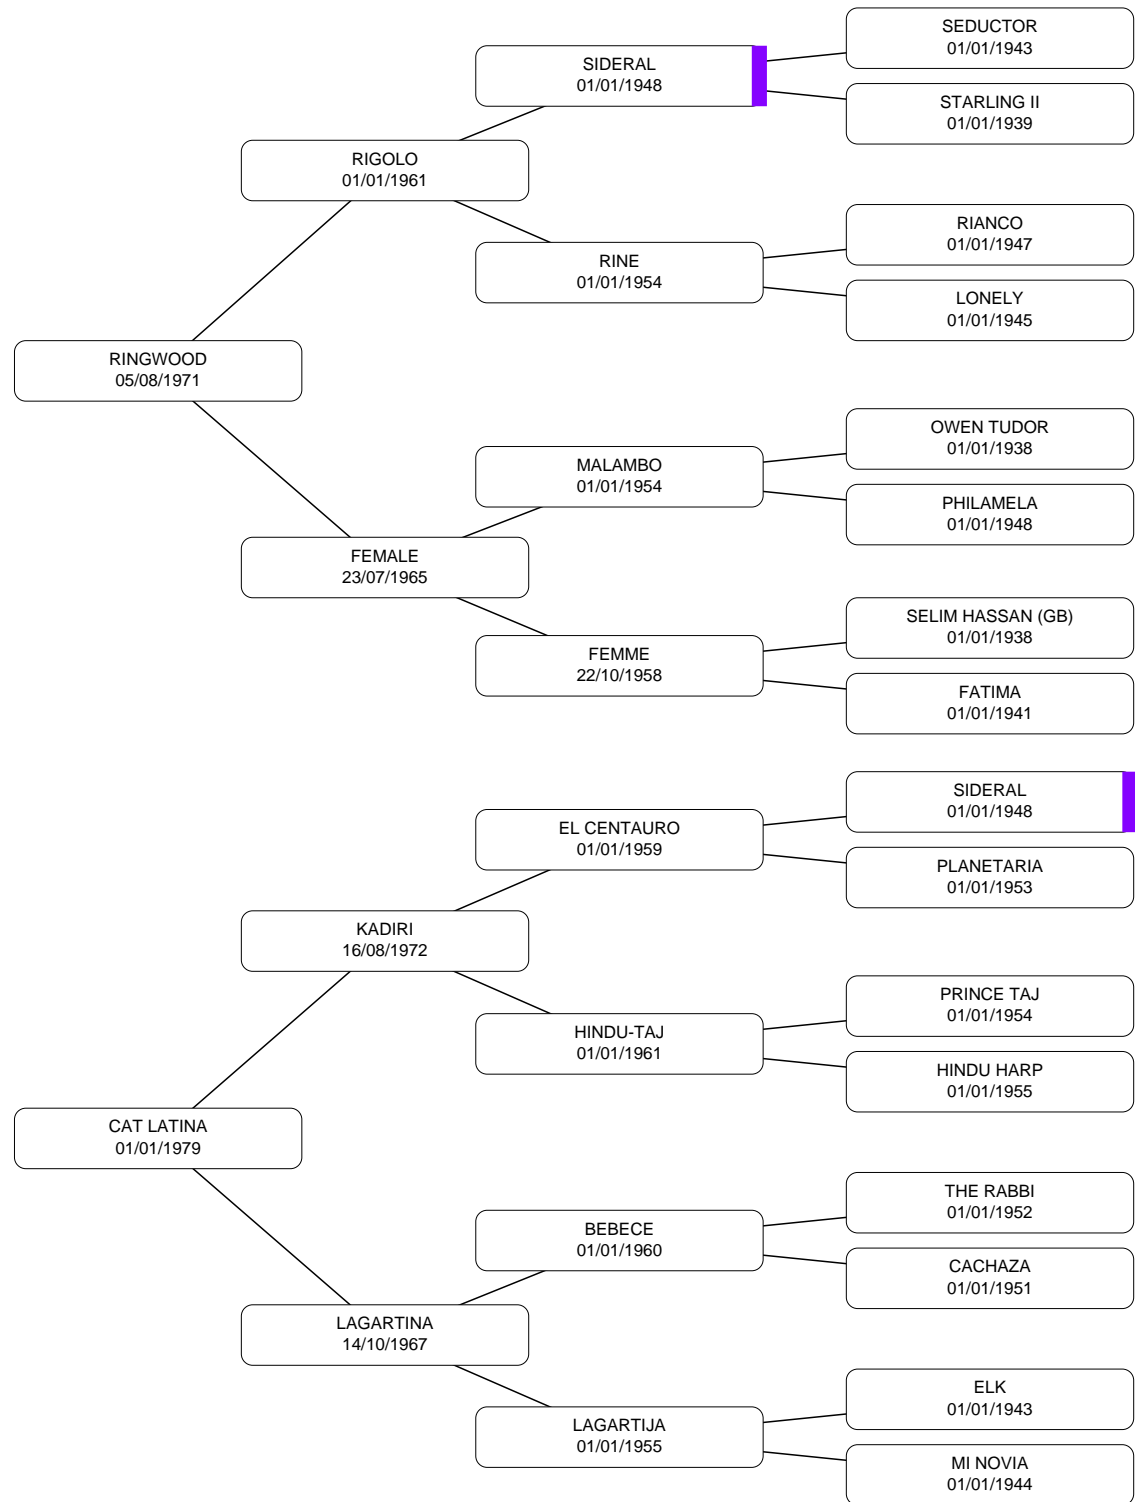 SEDUCTOR
01/01/1943
SIDERAL
01/01/1948
STARLING II
01/01/1939
RIGOLO
01/01/1961
RIANCO
01/01/1947
RINE
01/01/1954
LONELY
01/01/1945
RINGWOOD
05/08/1971
OWEN TUDOR
01/01/1938
MALAMBO
01/01/1954
PHILAMELA
01/01/1948
FEMALE
23/07/1965
SELIM HASSAN (GB)
01/01/1938
FEMME
22/10/1958
FATIMA
01/01/1941
SIDERAL
01/01/1948
EL CENTAURO
01/01/1959
PLANETARIA
01/01/1953
KADIRI
16/08/1972
PRINCE TAJ
01/01/1954
HINDU-TAJ
01/01/1961
HINDU HARP
01/01/1955
CAT LATINA
01/01/1979
THE RABBI
01/01/1952
BEBECE
01/01/1960
CACHAZA
01/01/1951
LAGARTINA
14/10/1967
ELK
01/01/1943
LAGARTIJA
01/01/1955
MI NOVIA
01/01/1944